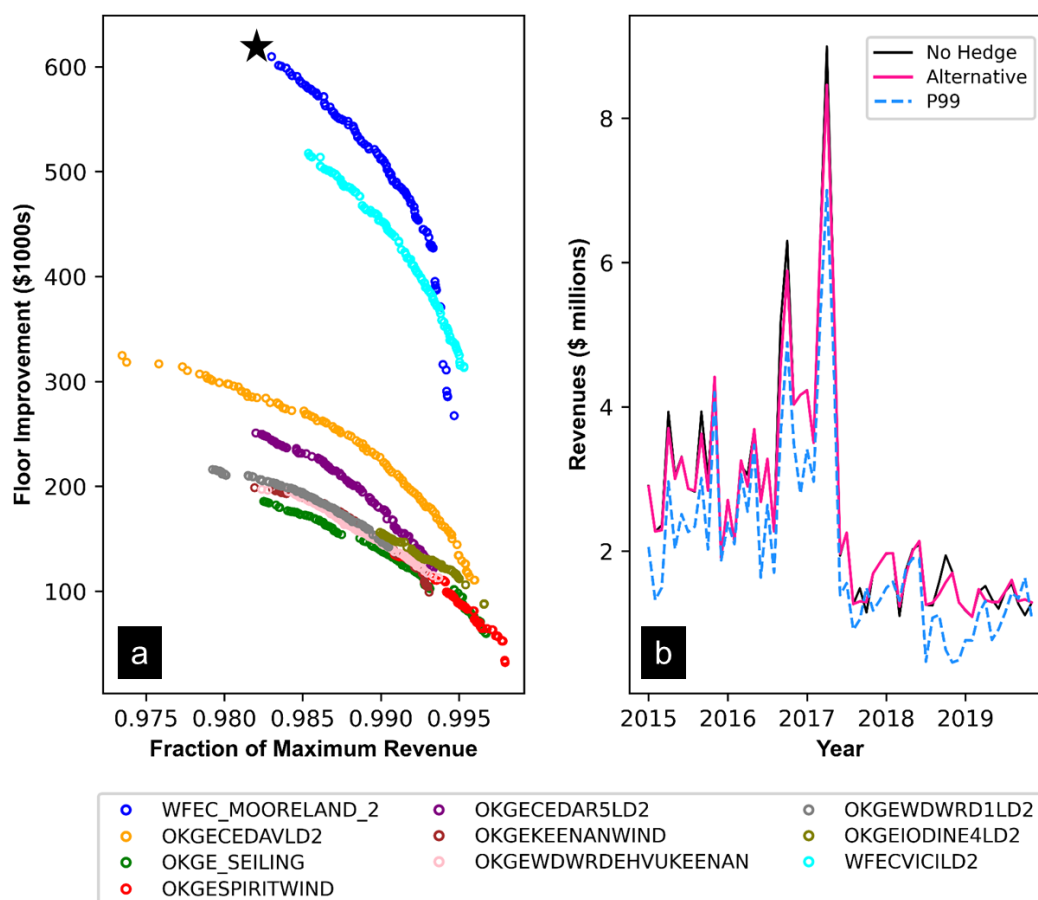 600
500
400
300
200
100
Floor Improvement ($1000s)
a
0.975 0.980 0.985 0.990 0.995
Fraction of Maximum Revenue
No Hedge
Alternative
P99
8
6
4
2
Revenues ($ millions)
b
2015 2016 2017 2018 2019
Year
WFEC_MOORELAND_2 OKGECEDAR5LD2 OKGEWDWRD1LD2
OKGECEDAVLD2 OKGEKEENANWIND OKGEIODINE4LD2
OKGE_SEILING OKGEWDWRDEHVUKEENAN WFECVICILD2
OKGESPIRITWIND